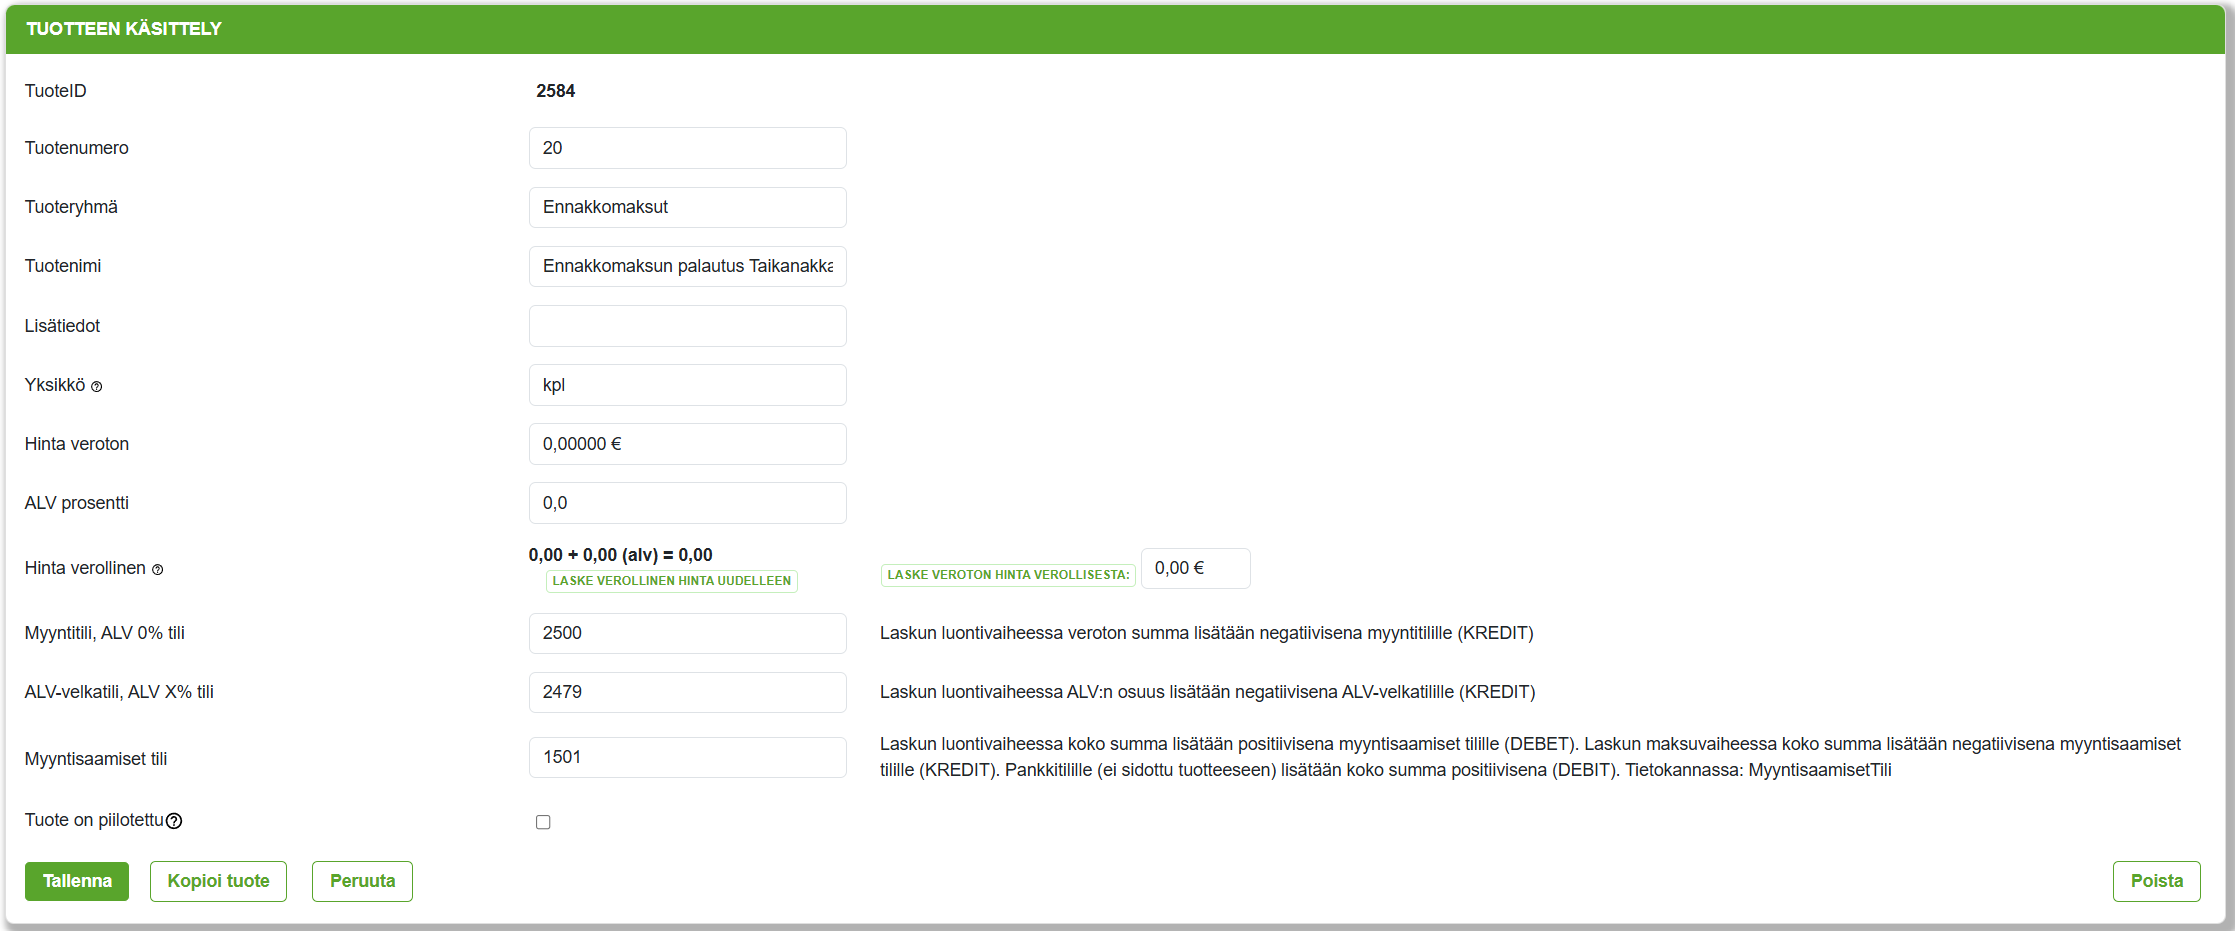 TUOTTEEN KÄSITTELY
TuoteID 2584
Tuotenumero 20
Tuoteryhmä Ennakkomaksut
Tuotenimi Ennakkomaksun palautus Taikanakka
Lisätiedot
Yksikkö kpl
Hinta veroton 0,00000 €
ALV prosentti 0,0
Hinta verollinen 0,00 + 0,00 (alv) = 0,00
LASKE VEROLLINEN HINTA UUDELLEEN
LASKE VEROTON HINTA VEROLLISESTA: 0,00 €
Myyntitili, ALV 0% tili 2500 Laskun luontivaiheessa veroton summa lisätään negatiivisena myyntitilille (KREDIT)
ALV-velkatili, ALV X% tili 2479 Laskun luontivaiheessa ALV:n osuus lisätään negatiivisena ALV-velkatilille (KREDIT)
Myyntisaamiset tili 1501 Laskun luontivaiheessa koko summa lisätään positiivisena myyntisaamiset tilille (DEBET). Laskun maksuvaiheessa koko summa lisätään negatiivisena myyntisaamiset
tilille (KREDIT). Pankkitilille (ei sidottu tuotteeseen) lisätään koko summa positiivisena (DEBIT). Tietokannassa: MyyntisaamisetTili
Tuote on piilotettu
Tallenna Kopioi tuote Peruuta Poista